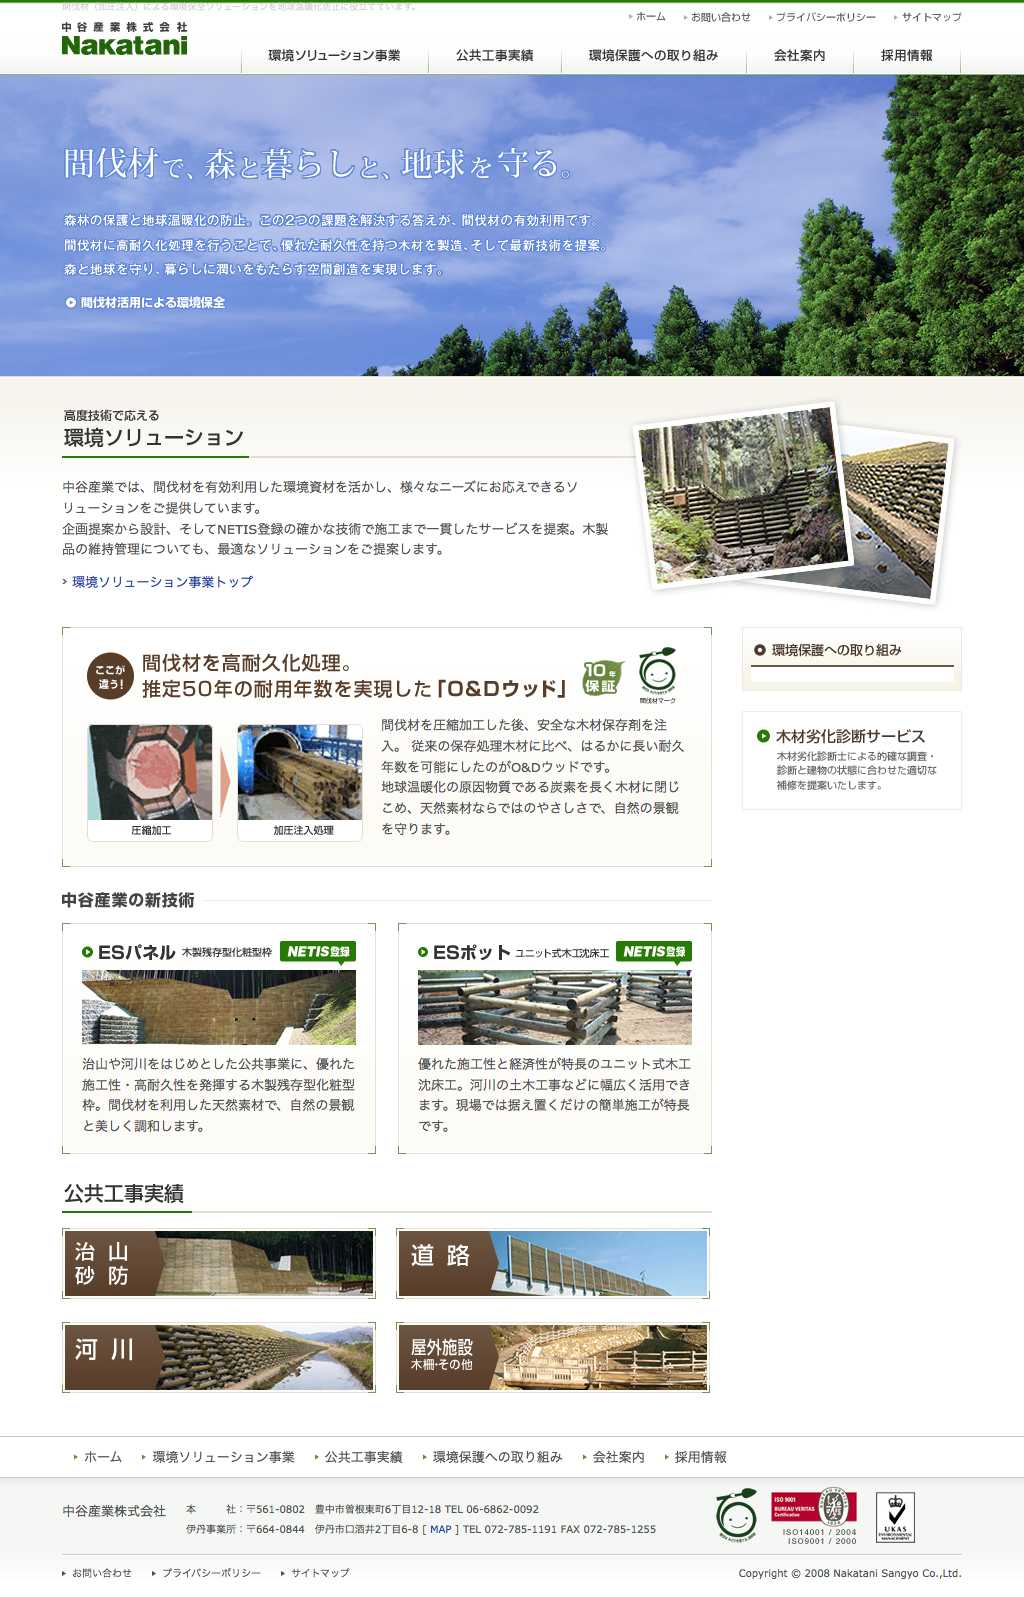 間伐材（加圧注入）による環境保全ソリューションを地球温暖化防止に役立てています。
中谷産業株式会社
Nakatani
ホーム お問い合わせ プライバシーポリシー サイトマップ
環境ソリューション事業 公共工事実績 環境保護への取り組み 会社案内 採用情報
間伐材で、森と暮らしと、地球を守る。
森林の保護と地球温暖化の防止。この2つの課題を解決する答えが、間伐材の有効利用です。
間伐材に高耐久化処理を行うことで、優れた耐久性を持つ木材を製造、そして最新技術を提案。
森と地球を守り、暮らしに潤いをもたらす空間創造を実現します。
間伐材活用による環境保全
高度技術で応える
環境ソリューション
中谷産業では、間伐材を有効利用した環境資材を活かし、様々なニーズにお応えできるソ
リューションをご提供しています。
企画提案から設計、そしてNETIS登録の確かな技術で施工まで一貫したサービスを提案。木製
品の維持管理についても、最適なソリューションをご提案します。
環境ソリューション事業トップ
ここが
違う!
間伐材を高耐久化処理。
推定50年の耐用年数を実現した「O&Dウッド」
10年
保証
間伐材マーク
圧縮加工
加圧注入処理
間伐材を圧縮加工した後、安全な木材保存剤を注
入。 従来の保存処理木材に比べ、はるかに長い耐久
年数を可能にしたのがO&Dウッドです。
地球温暖化の原因物質である炭素を長く木材に閉じ
こめ、天然素材ならではのやさしさで、自然の景観
を守ります。
環境保護への取り組み
木材劣化診断サービス
木材劣化診断士による的確な調査・
診断と建物の状態に合わせた適切な
補修を提案いたします。
中谷産業の新技術
ESパネル 木製残存型化粧型枠 NETIS登録
治山や河川をはじめとした公共事業に、優れた
施工性・高耐久性を発揮する木製残存型化粧型
枠。間伐材を利用した天然素材で、自然の景観
と美しく調和します。
ESポット ユニット式木工沈床工 NETIS登録
優れた施工性と経済性が特長のユニット式木工
沈床工。河川の土木工事などに幅広く活用でき
ます。現場では据え置くだけの簡単施工が特長
です。
公共工事実績
治山
砂防
道路
河川
屋外施設
木柵・その他
ホーム 環境ソリューション事業 公共工事実績 環境保護への取り組み 会社案内 採用情報
中谷産業株式会社
本　　社：〒561-0802 豊中市曽根東町6丁目12-18 TEL 06-6862-0092
伊丹事業所：〒664-0844 伊丹市口酒井2丁目6-8 [ MAP ] TEL 072-785-1191 FAX 072-785-1255
ISO 9001
BUREAU VERITAS
Certification
ISO14001 / 2004
ISO9001 / 2000
UKAS
ENVIRONMENTAL
MANAGEMENT
お問い合わせ プライバシーポリシー サイトマップ
Copyright © 2008 Nakatani Sangyo Co.,Ltd.